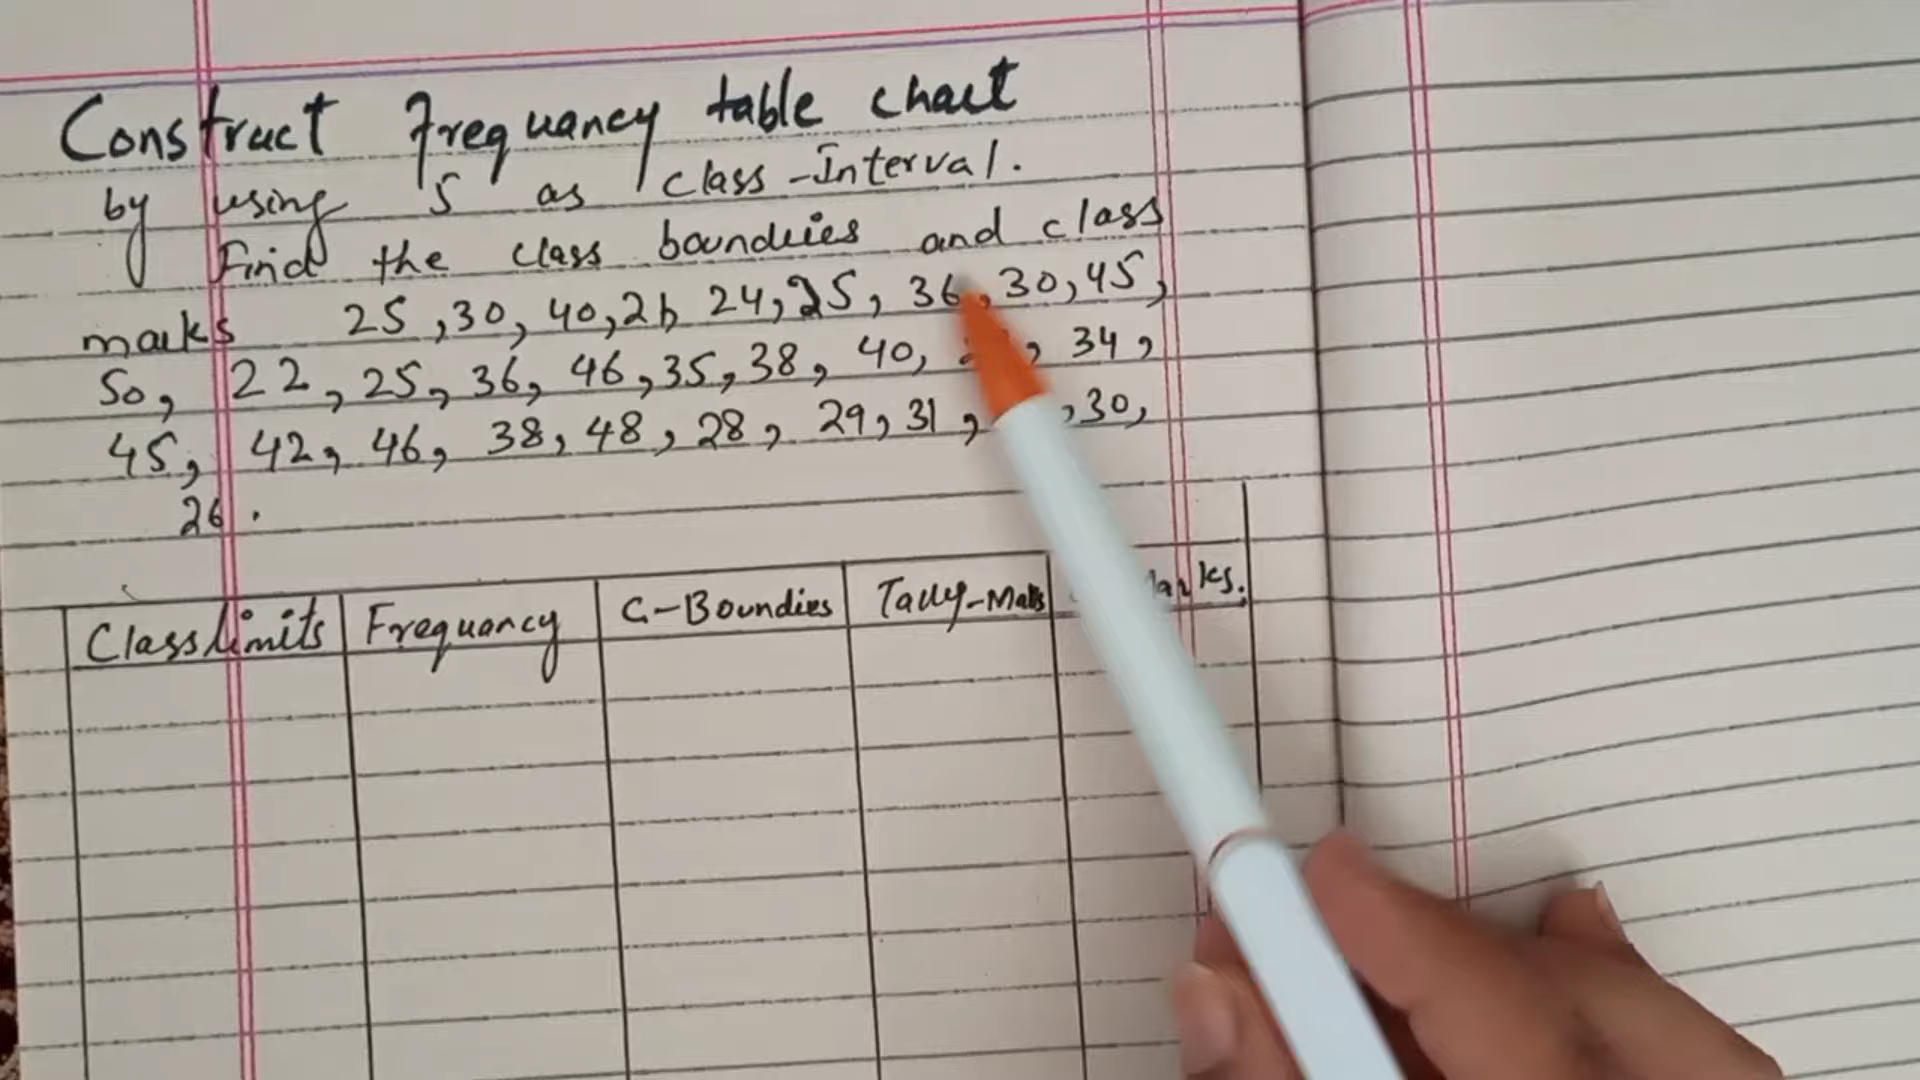 Construct Frequancy table chart
by using 5 as class-Interval.
Find the class boundries and class
marks 25, 30, 40, 26 24, 25, 36, 30, 45,
50, 22, 25, 36, 46, 35, 38, 40, 34,
45, 42, 46, 38, 48, 28, 29, 31, 30,
26.
Class limits Frequancy C-Boundies Tally-Maks